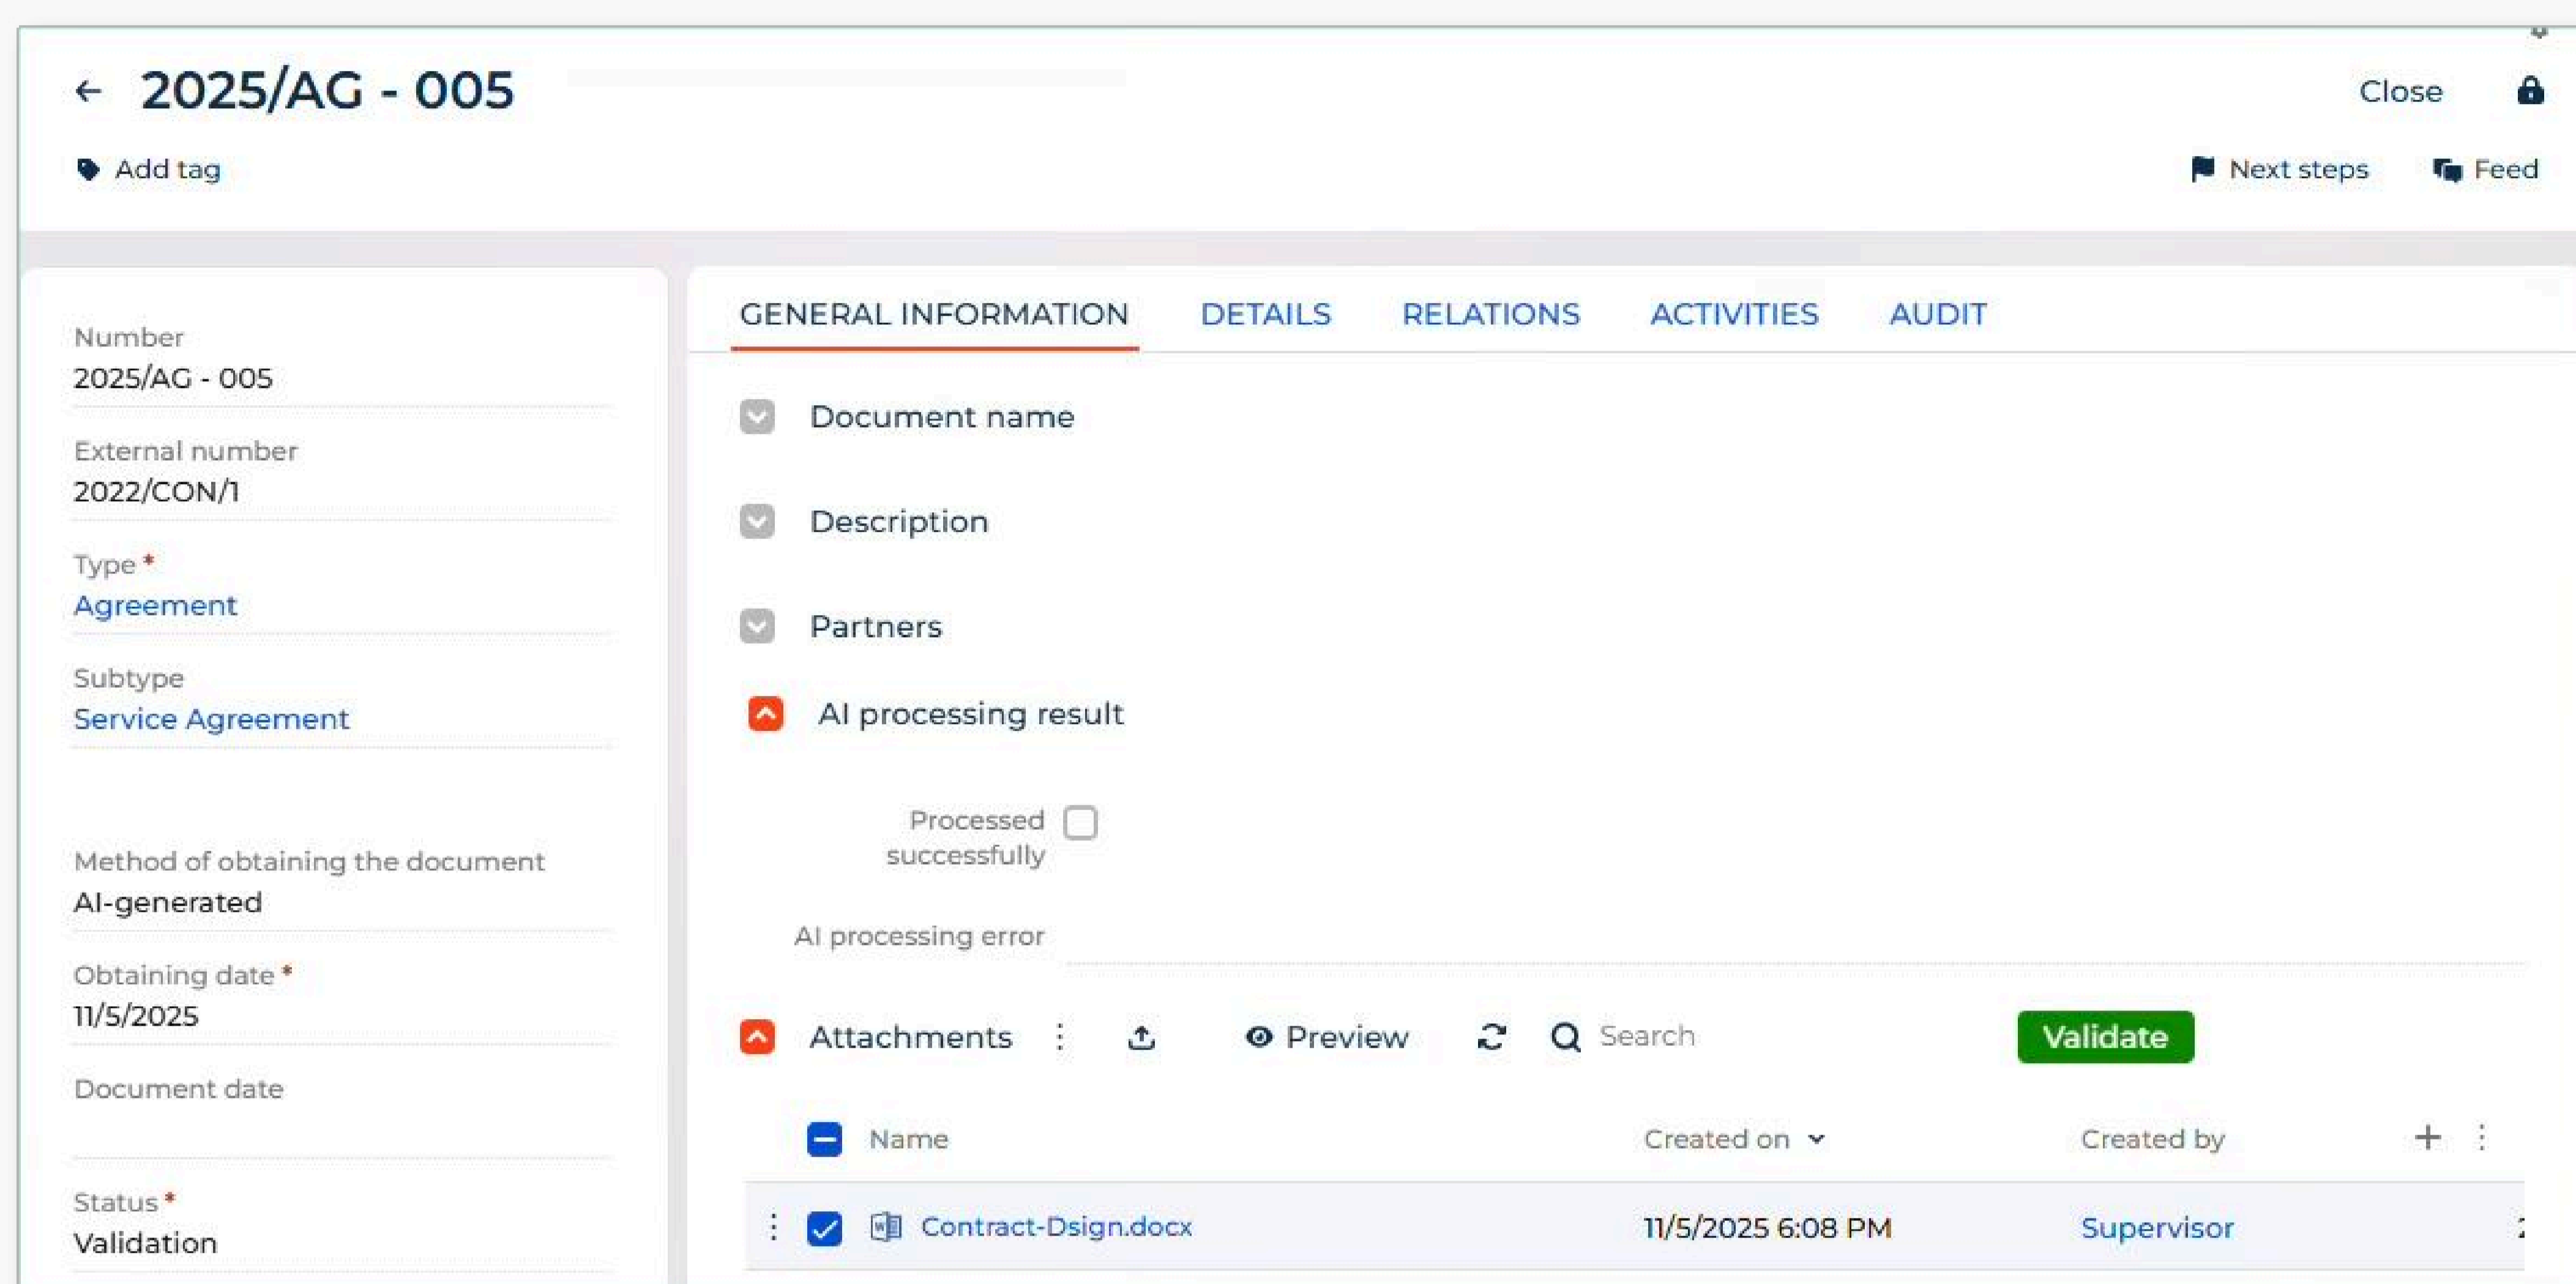 2025/AG - 005
Close
Add tag
Next steps
Feed
Number
2025/AG - 005
External number
2022/CON/1
Type *
Agreement
Subtype
Service Agreement
Method of obtaining the document
AI-generated
Obtaining date *
11/5/2025
Document date
Status *
Validation
GENERAL INFORMATION DETAILS RELATIONS ACTIVITIES AUDIT
Document name
Description
Partners
AI processing result
Processed
successfully
AI processing error
Attachments Preview Search Validate
Name Created on Created by
Contract-Dsign.docx 11/5/2025 6:08 PM Supervisor